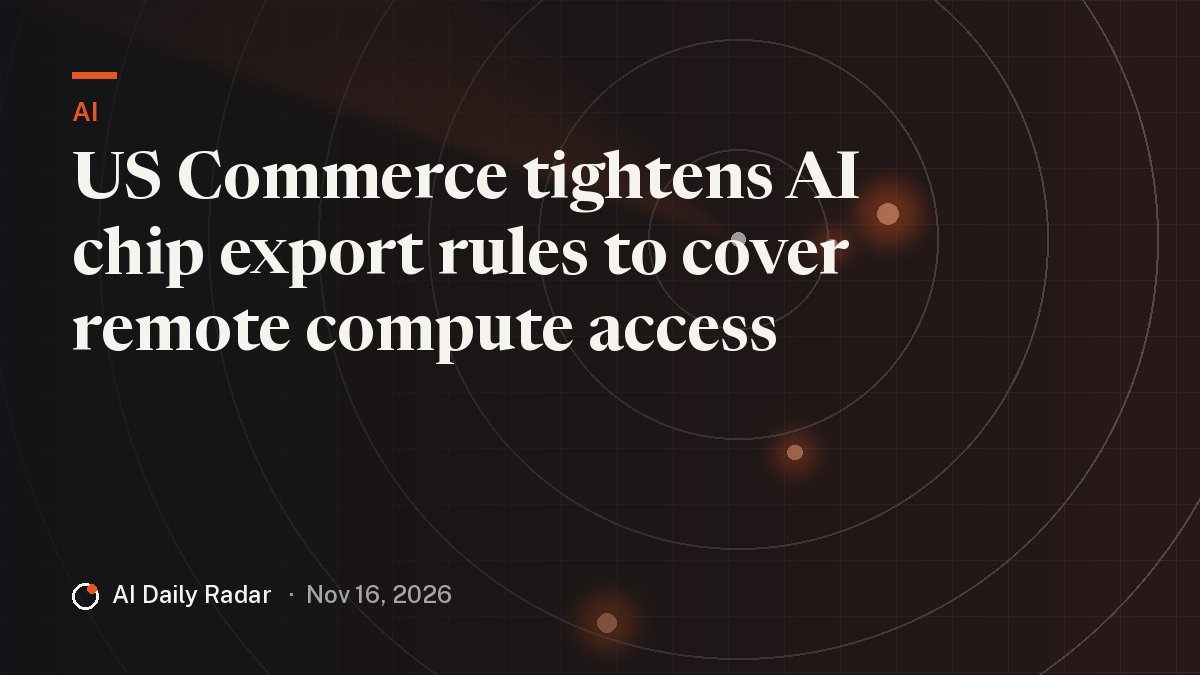 AI
US Commerce tightens AI
chip export rules to cover
remote compute access
AI Daily Radar · Nov 16, 2026